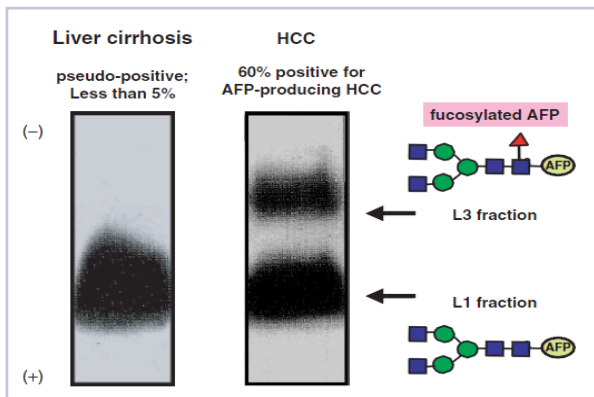 Liver cirrhosis
HCC
pseudo-positive;
Less than 5%
60% positive for
AFP-producing HCC
fucosylated AFP
(–)
AFP
L3 fraction
L1 fraction
AFP
(+)